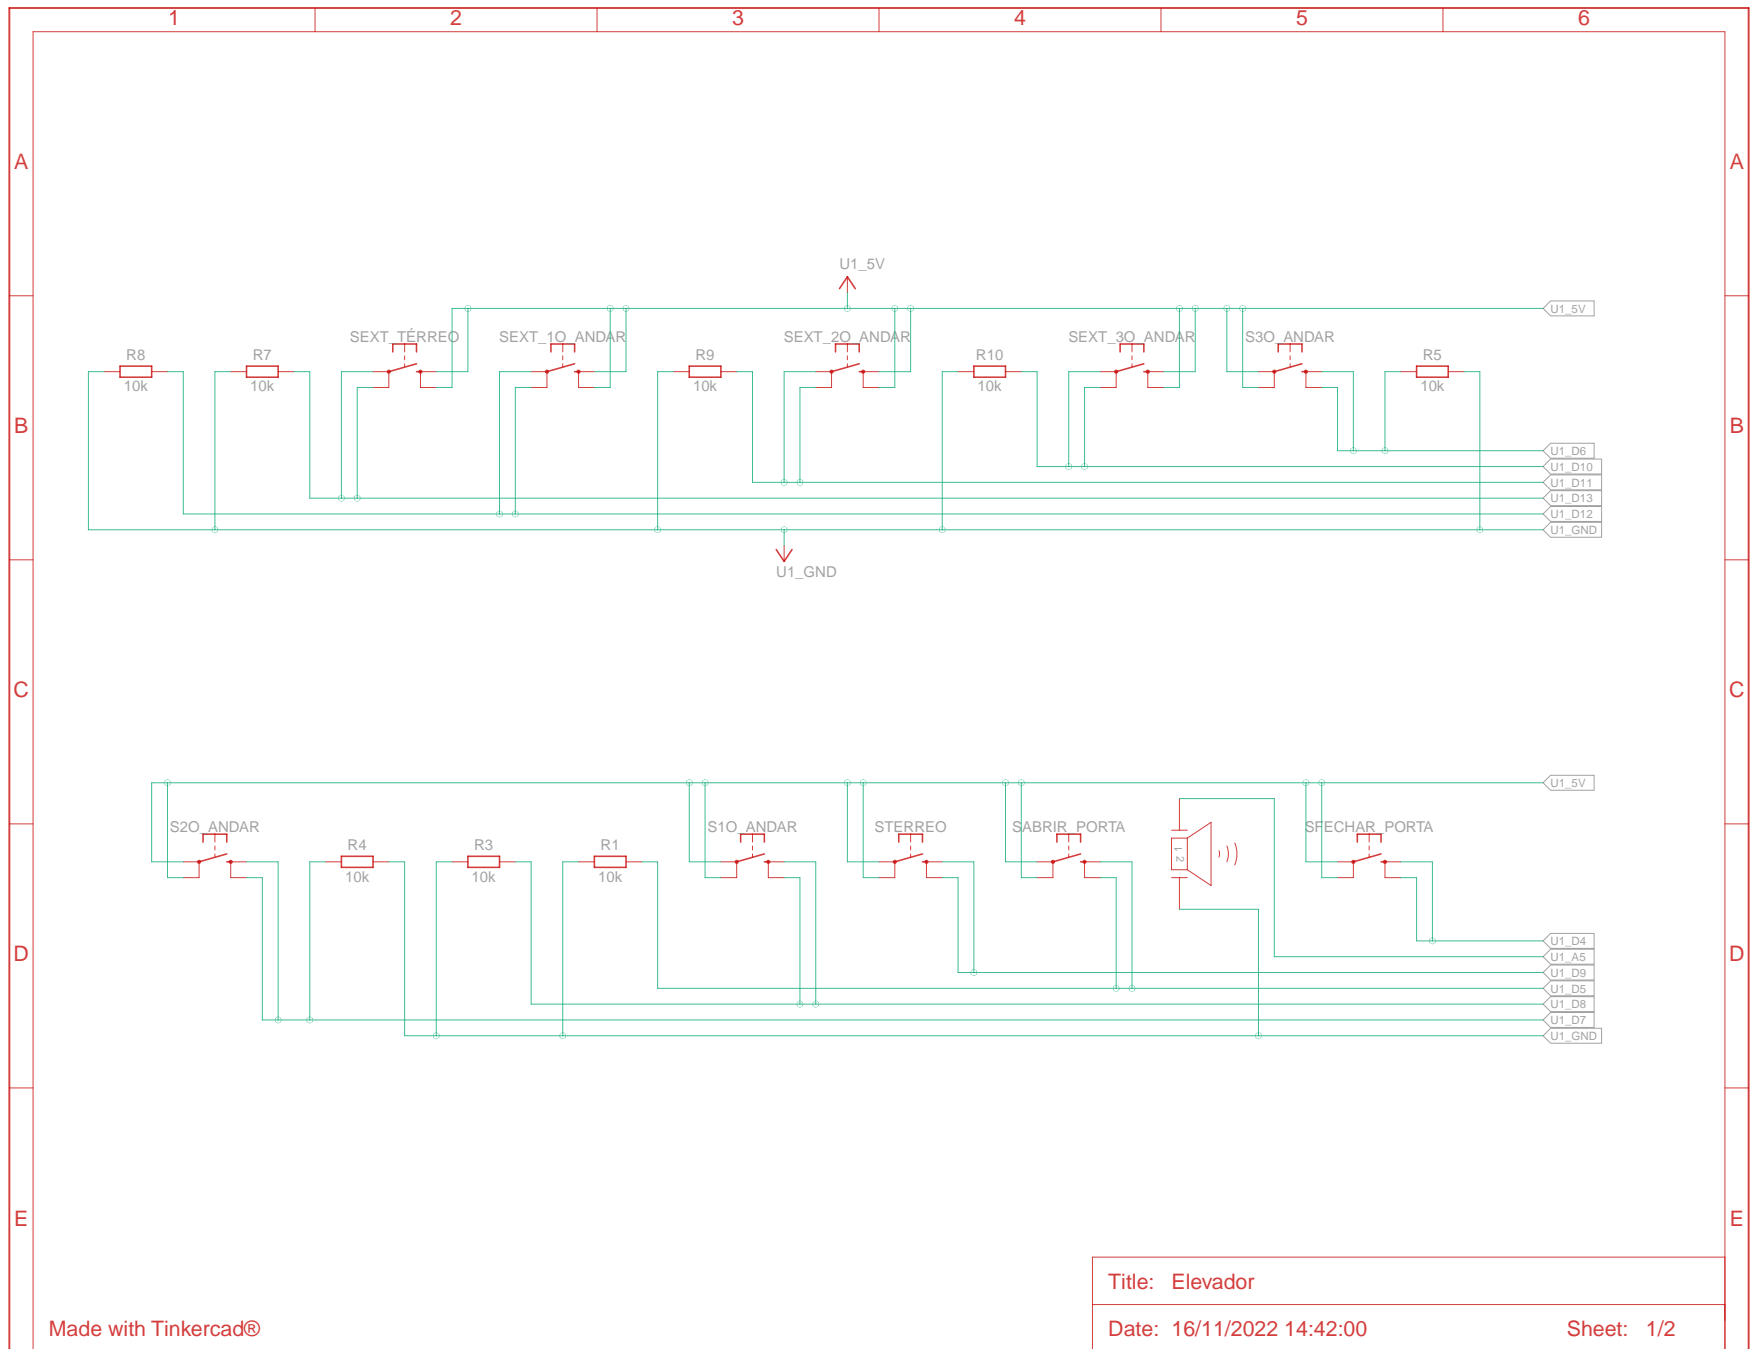 1 2 3 4 5 6
A A
U1_5V
U1_5V
SEXT_TÉRREO SEXT_1O_ANDAR SEXT_2O_ANDAR SEXT_3O_ANDAR S3O_ANDAR
R8 R7 R9 R10 R5
10k 10k 10k 10k 10k
B B
U1_D6
U1_D10
U1_D11
U1_D13
U1_D12
U1_GND
U1_GND
C C
U1_5V
S2O_ANDAR S1O_ANDAR STERREO SABRIR_PORTA SFECHAR_PORTA
R4 R3 R1
1 2
10k 10k 10k
U1_D4
D D
U1_A5
U1_D9
U1_D5
U1_D8
U1_D7
U1_GND
E E
Title: Elevador
Made with Tinkercad®
Date: 16/11/2022 14:42:00 Sheet: 1/2